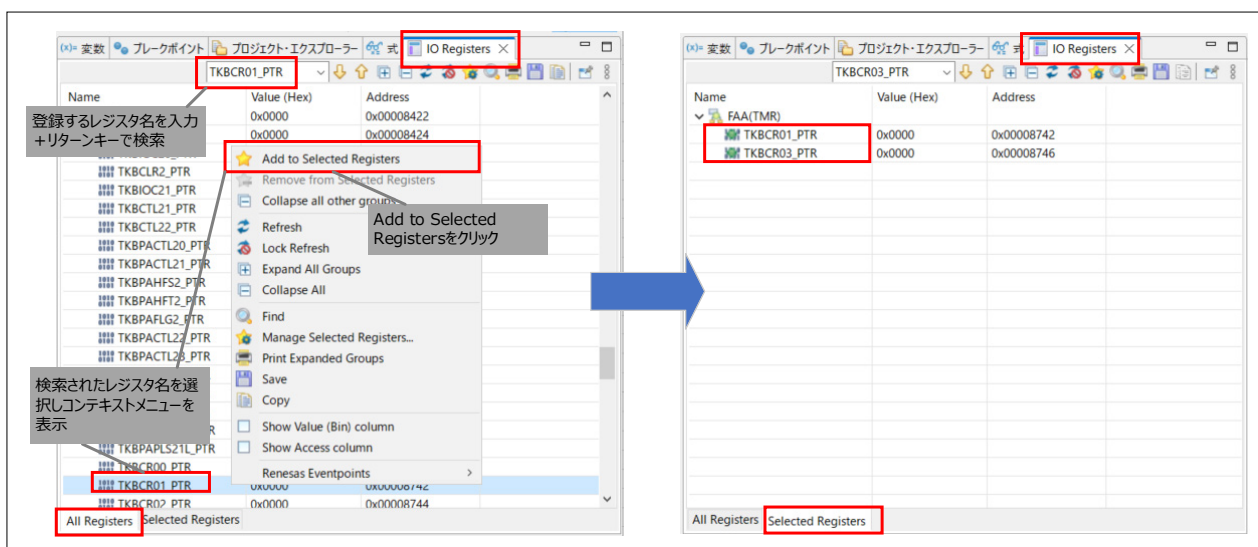 (x)= 変数 ブレークポイント プロジェクト・エクスプローラー 式 IO Registers
TKBCR01_PTR
Name Value (Hex) Address
0x0000 0x00008422
0x0000 0x00008424
登録するレジスタ名を入力
+リターンキーで検索
TKBCLR2_PTR
TKBIOC21_PTR
TKBCTL21_PTR
TKBCTL22_PTR
TKBPACTL20_PTR
TKBPACTL21_PTR
TKBPAHFS2_PTR
TKBPAHFT2_PTR
TKBPAFLG2_PTR
TKBPACTL22_PTR
TKBPACTL23_PTR
検索されたレジスタ名を選
択しコンテキストメニューを
表示
R
TKBPAPLS21L_PTR
TKBCR00_PTR
TKBCR01_PTR 0x0000 0x00008742
TKBCR02_PTR 0x0000 0x00008744
All Registers Selected Registers
Add to Selected Registers
Remove from Selected Registers
Collapse all other groups
Refresh
Lock Refresh
Expand All Groups
Collapse All
Find
Manage Selected Registers...
Print Expanded Groups
Save
Copy
Show Value (Bin) column
Show Access column
Renesas Eventpoints >
Add to Selected
Registersをクリック
(x)= 変数 ブレークポイント プロジェクト・エクスプローラー 式 IO Registers
TKBCR03_PTR
Name Value (Hex) Address
FAA(TMR)
TKBCR01_PTR 0x0000 0x00008742
TKBCR03_PTR 0x0000 0x00008746
All Registers Selected Registers